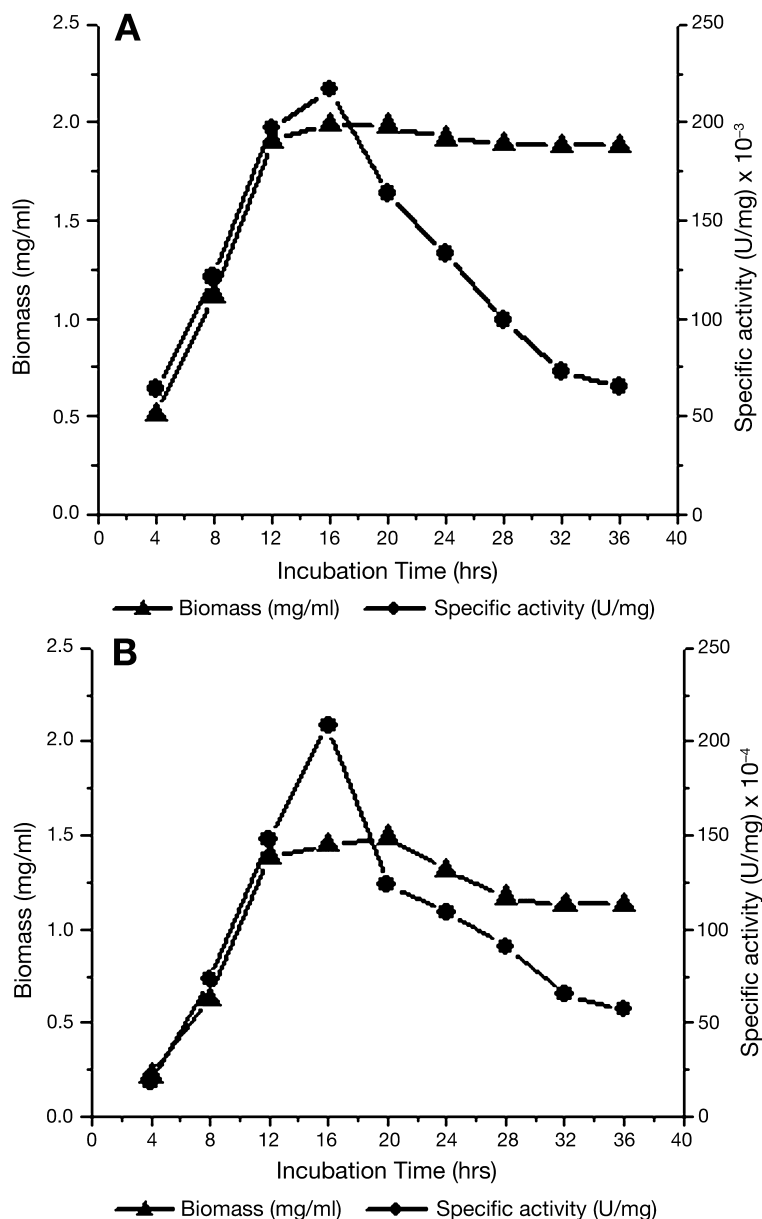 A
2.5
2.0
1.5
1.0
0.5
0.0
Biomass (mg/ml)
250
200
150
100
50
0
Specific activity (U/mg) x 10⁻³
0 4 8 12 16 20 24 28 32 36 40
Incubation Time (hrs)
Biomass (mg/ml) Specific activity (U/mg)
B
2.5
2.0
1.5
1.0
0.5
0.0
Biomass (mg/ml)
250
200
150
100
50
0
Specific activity (U/mg) x 10⁻⁴
0 4 8 12 16 20 24 28 32 36 40
Incubation Time (hrs)
Biomass (mg/ml) Specific activity (U/mg)